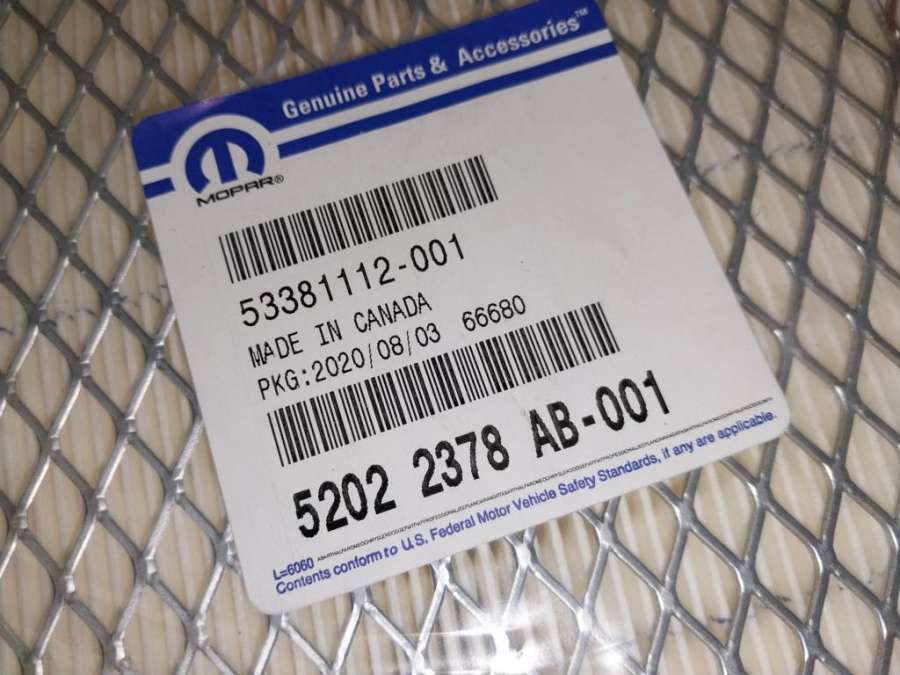 Genuine Parts & Accessories™
MOPAR®
53381112-001
MADE IN CANADA
PKG:2020/08/03 66680
5202 2378 AB-001
L=6060
Contents conform to U.S. Federal Motor Vehicle Safety Standards, if any are applicable.